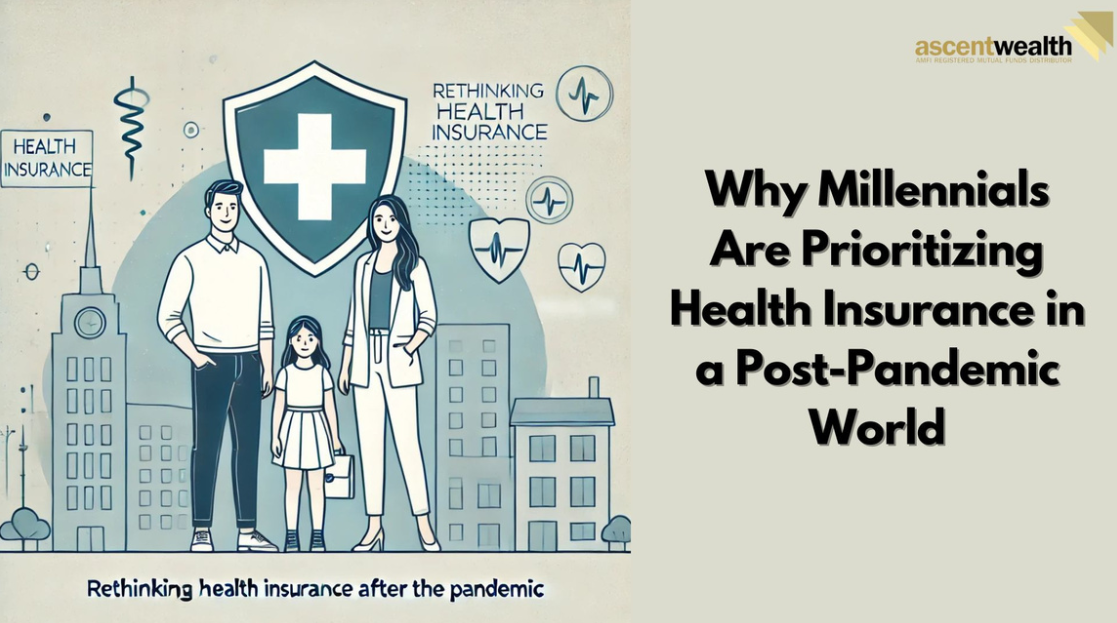 ascentwealth
AMFI REGISTERED MUTUAL FUNDS DISTRIBUTOR
RETHINKING
HEALTH
INSURANCE
HEALTH
INSURANCE
Why Millennials
Are Prioritizing
Health Insurance in
a Post-Pandemic
World
Rethinking health insurance after the pandemic